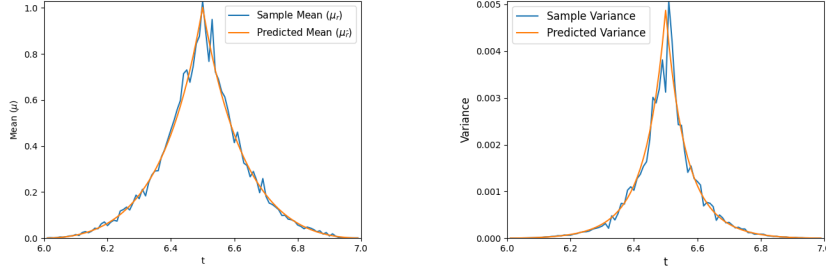 Sample Mean (μᵣ)
Predicted Mean (μᵣ̂)
Mean (μ)
1.0
0.8
0.6
0.4
0.2
0.0
6.0 6.2 6.4 6.6 6.8 7.0
t
Sample Variance
Predicted Variance
Variance
0.005
0.004
0.003
0.002
0.001
0.000
6.0 6.2 6.4 6.6 6.8 7.0
t